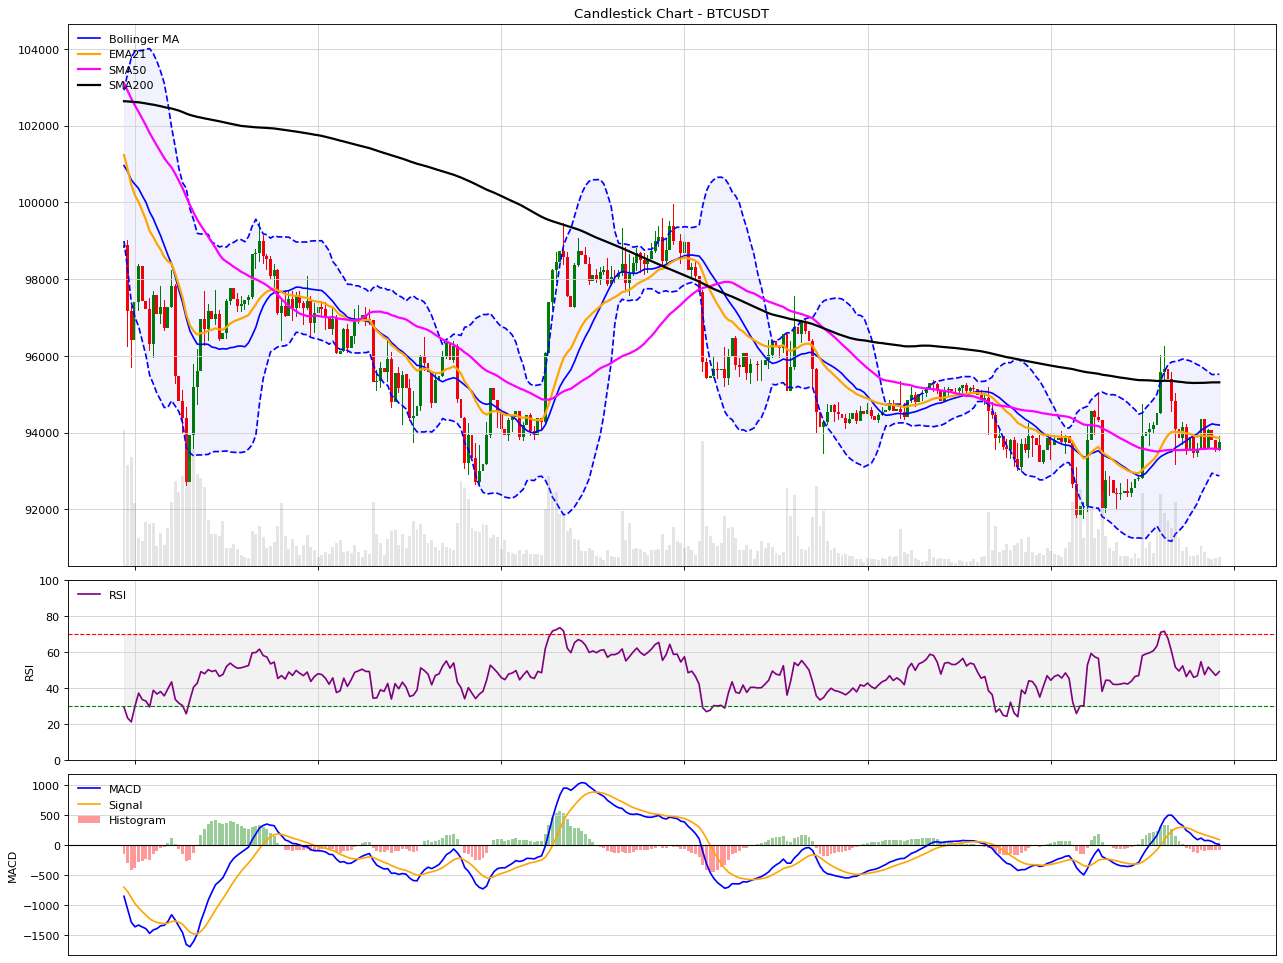 Candlestick Chart - BTCUSDT
Bollinger MA
EMA21
SMA50
SMA200
104000
102000
100000
98000
96000
94000
92000
RSI
100
80
60
40
20
0
RSI
MACD
Signal
Histogram
1000
500
0
−500
−1000
−1500
MACD